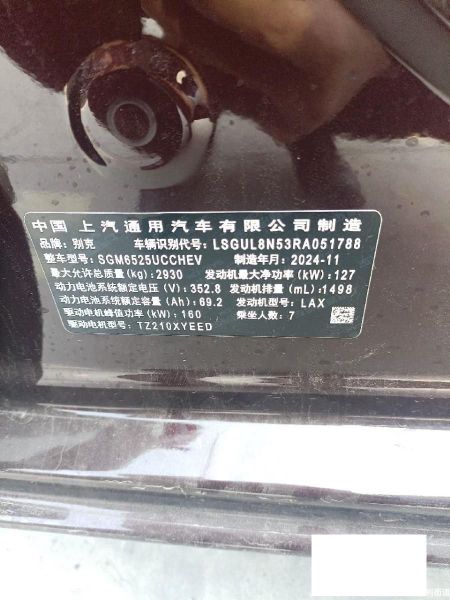 中国 上汽通用汽车有限公司制造
品牌: 别克 车辆识别代号: LSGUL8N53RA051788
整车型号: SGM6525UCCHEV 制造年月: 2024-11
最大允许总质量(kg): 2930 发动机最大净功率(kW): 127
动力电池系统额定电压(V): 352.8 发动机排量(mL): 1498
动力电池系统额定容量(Ah): 69.2 发动机型号: LAX
驱动电机峰值功率(kW): 160 乘坐人数: 7
驱动电机型号: TZ210XYEED